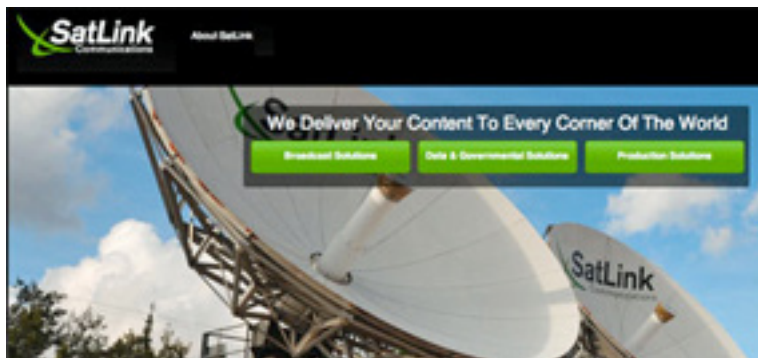 SatLink
Communications
About SatLink
We Deliver Your Content To Every Corner Of The World
Broadcast Solutions
Data & Governmental Solutions
Production Solutions
SatLink
Communications